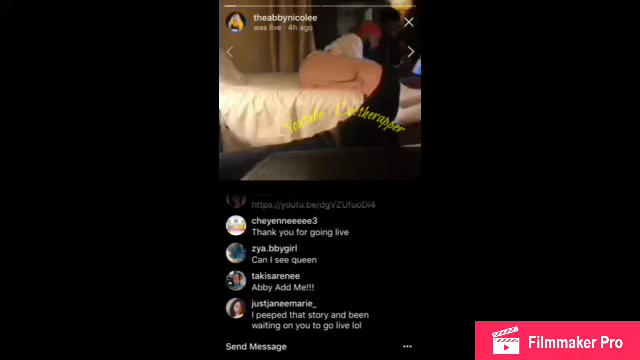 theabbynicolee
was live · 4h ago
Youtube
therapper
https://youtu.be/dgVZUfuoDI4
cheyenneeeee3
Thank you for going live
zya.bbygirl
Can I see queen
takisarenee
Abby Add Me!!!
justjaneemarie_
I peeped that story and been
waiting on you to go live lol
Send Message
Filmmaker Pro